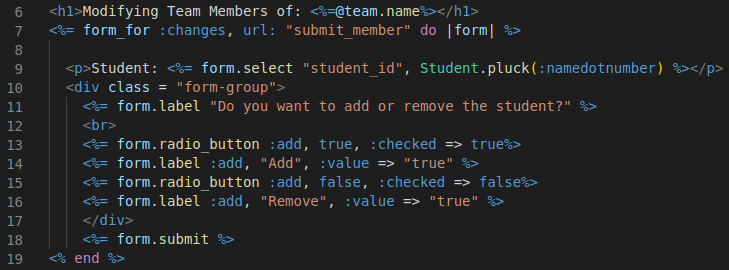 6 <h1>Modifying Team Members of: <%=@team.name%></h1>
7 <%= form_for :changes, url: "submit_member" do |form| %>
8
9 <p>Student: <%= form.select "student_id", Student.pluck(:namedotnumber) %></p>
10 <div class = "form-group">
11 <%= form.label "Do you want to add or remove the student?" %>
12 <br>
13 <%= form.radio_button :add, true, :checked => true%>
14 <%= form.label :add, "Add", :value => "true" %>
15 <%= form.radio_button :add, false, :checked => false%>
16 <%= form.label :add, "Remove", :value => "true" %>
17 </div>
18 <%= form.submit %>
19 <% end %>